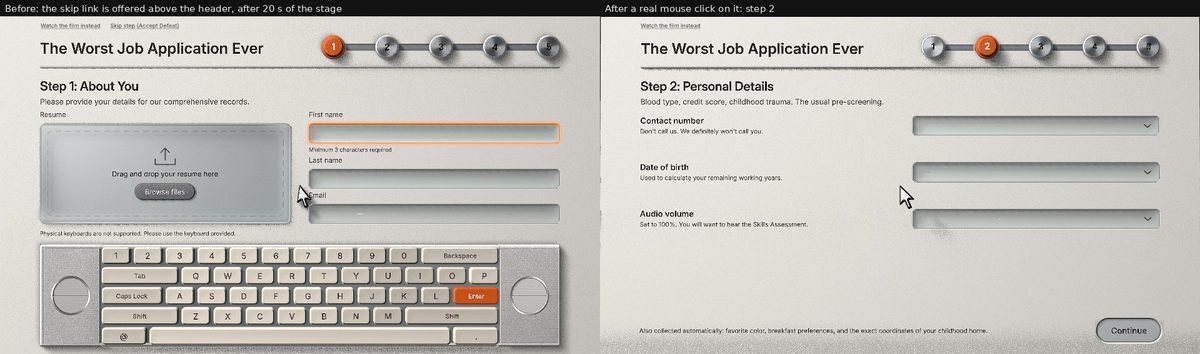 Before: the skip link is offered above the header, after 20 s of the stage
Watch the film instead Skip step (Accept Defeat)
The Worst Job Application Ever
1 2 3 4 5
Step 1: About You
Please provide your details for our comprehensive records.
Resume
Drag and drop your resume here
Browse files
First name
Minimum 3 characters required
Last name
Email
Physical keyboards are not supported. Please use the keyboard provided.
1 2 3 4 5 6 7 8 9 0 Backspace
Tab Q W E R T Y U I O P
Caps Lock A S D F G H J K L Enter
Shift Z X C V B N M Shift
@ .
After a real mouse click on it: step 2
Watch the film instead
The Worst Job Application Ever
1 2 3 4 5
Step 2: Personal Details
Blood type, credit score, childhood trauma. The usual pre-screening.
Contact number
Don't call us. We definitely won't call you.
Date of birth
Used to calculate your remaining working years.
Audio volume
Set to 100%. You will want to hear the Skills Assessment.
Also collected automatically: favorite color, breakfast preferences, and the exact coordinates of your childhood home.
Continue